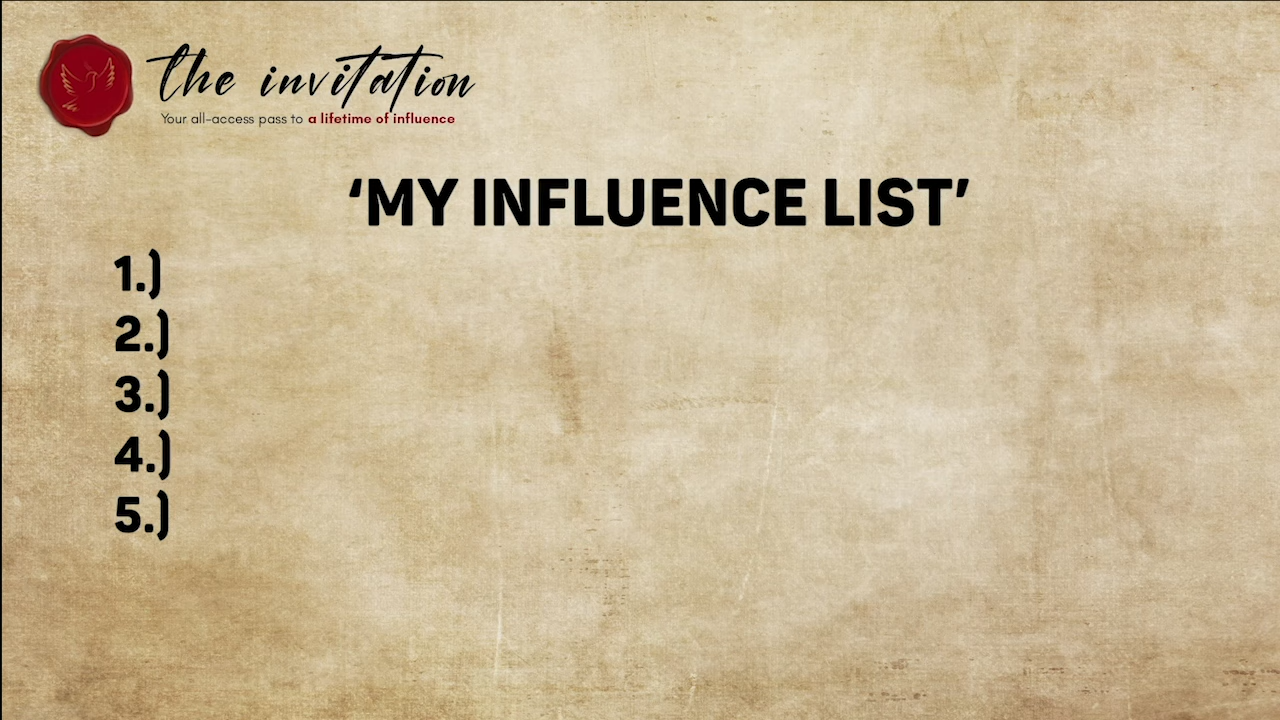 the invitation
Your all-access pass to a lifetime of influence
‘MY INFLUENCE LIST’
1.)
2.)
3.)
4.)
5.)